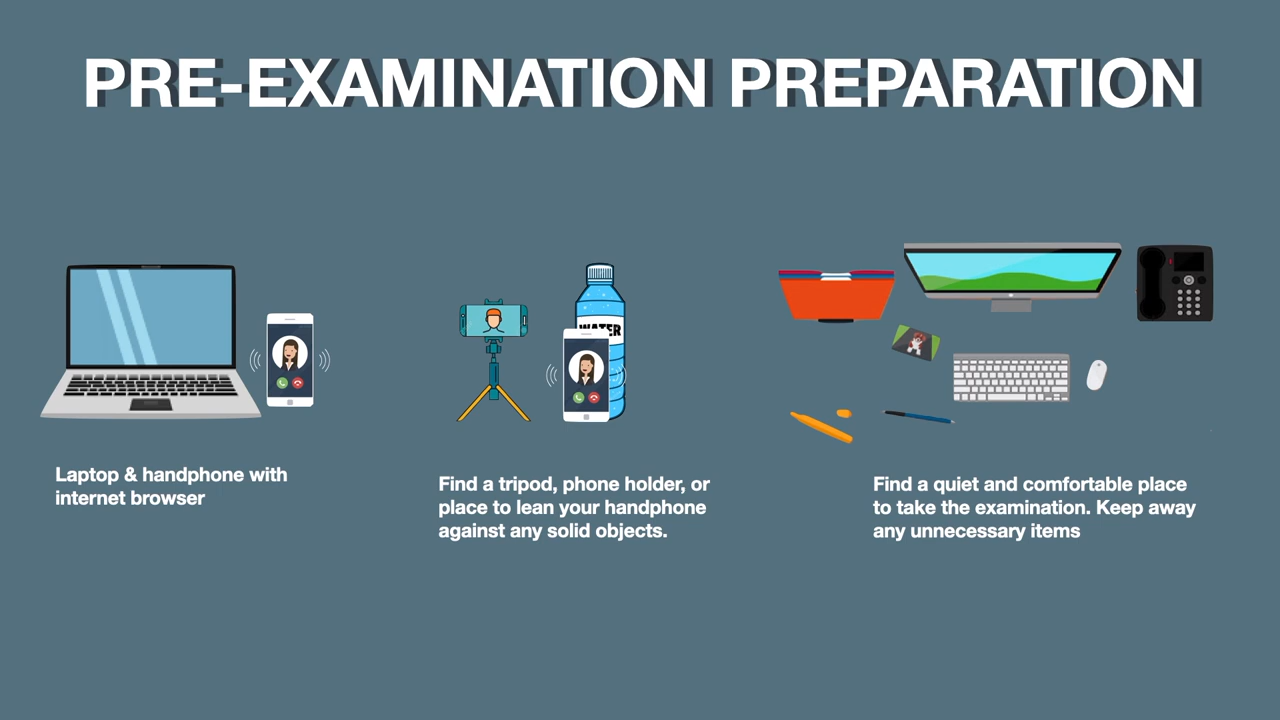 PRE-EXAMINATION PREPARATION
WATER
Laptop & handphone with
internet browser
Find a tripod, phone holder, or
place to lean your handphone
against any solid objects.
Find a quiet and comfortable place
to take the examination. Keep away
any unnecessary items